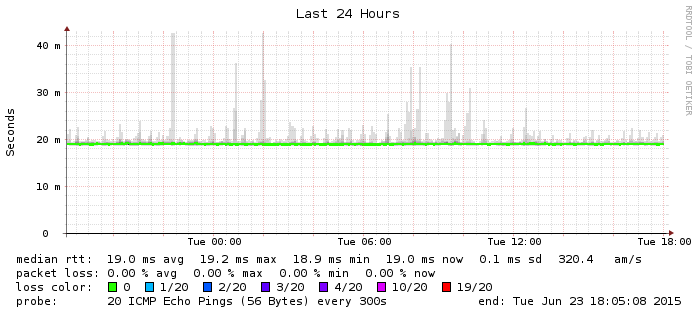 Last 24 Hours
RRDTOOL / TOBI OETIKER
Seconds
40 m
30 m
20 m
10 m
0
Tue 00:00 Tue 06:00 Tue 12:00 Tue 18:00
median rtt: 19.0 ms avg 19.2 ms max 18.9 ms min 19.0 ms now 0.1 ms sd 320.4 am/s
packet loss: 0.00 % avg 0.00 % max 0.00 % min 0.00 % now
loss color: 0 1/20 2/20 3/20 4/20 10/20 19/20
probe: 20 ICMP Echo Pings (56 Bytes) every 300s end: Tue Jun 23 18:05:08 2015